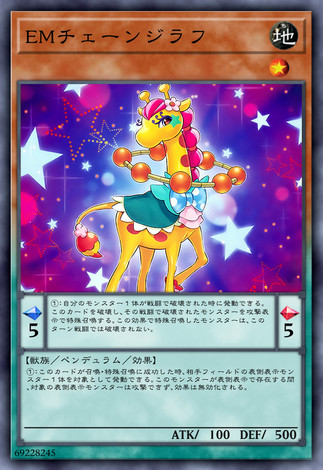 EMチェーンジラフ
地
①：自分のモンスター１体が戦闘で破壊された時に発動できる。
このカードを破壊し、その戦闘で破壊されたモンスターを攻撃表
示で特殊召喚する。この効果で特殊召喚したモンスターは、この
ターン戦闘では破壊されない。
5
5
【獣族／ペンデュラム／効果】
①：このカードが召喚・特殊召喚に成功した時、相手フィールドの表側表示モ
ンスター１体を対象として発動できる。このモンスターが表側表示で存在する間、
対象の表側表示モンスターは攻撃できず、効果は無効化される。
ATK/ 100 DEF/ 500
69228245